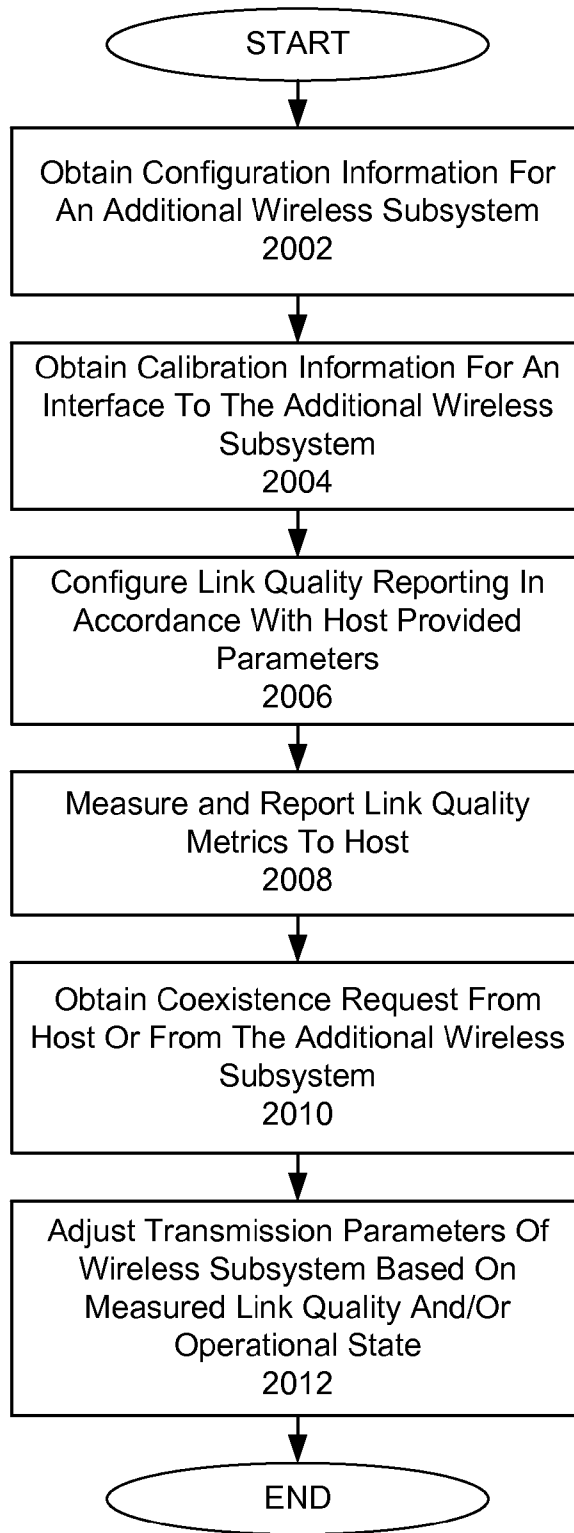 START
Obtain Configuration Information For
An Additional Wireless Subsystem
2002
Obtain Calibration Information For An
Interface To The Additional Wireless
Subsystem
2004
Configure Link Quality Reporting In
Accordance With Host Provided
Parameters
2006
Measure and Report Link Quality
Metrics To Host
2008
Obtain Coexistence Request From
Host Or From The Additional Wireless
Subsystem
2010
Adjust Transmission Parameters Of
Wireless Subsystem Based On
Measured Link Quality And/Or
Operational State
2012
END